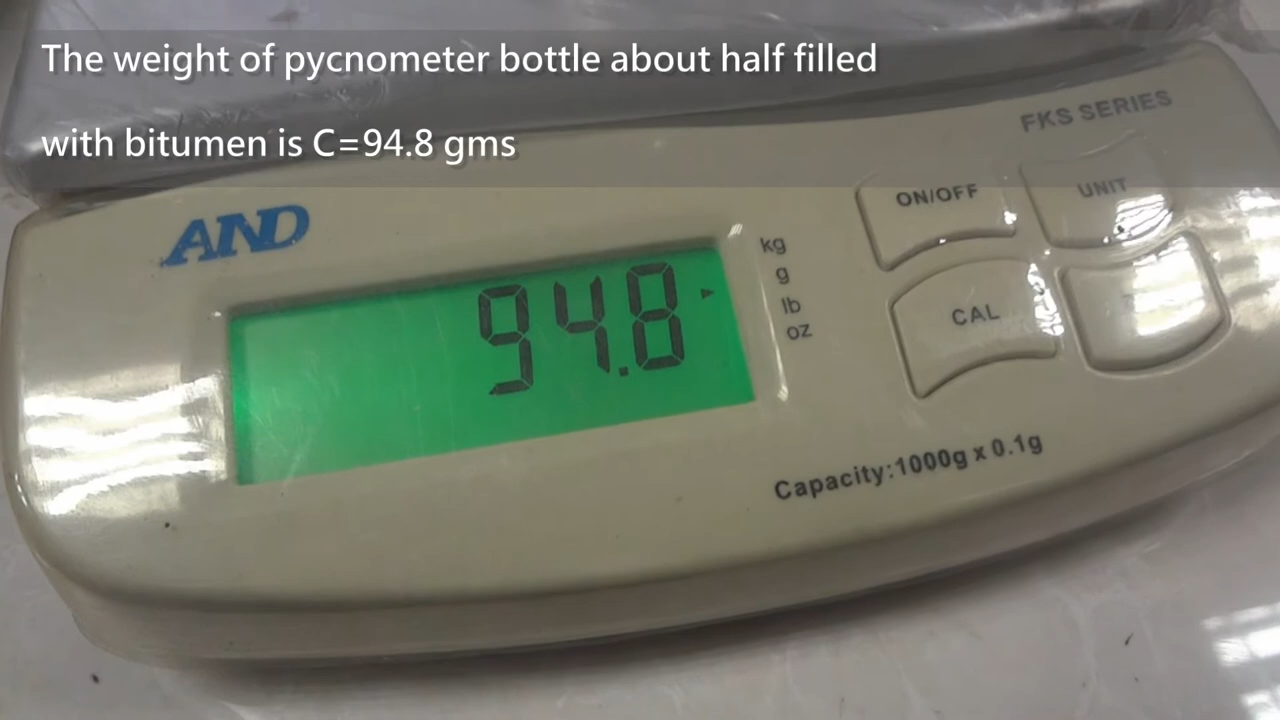 The weight of pycnometer bottle about half filled
with bitumen is C=94.8 gms
FKS SERIES
AND
ON/OFF
UNIT
kg
g
lb
oz
94.8
CAL
Capacity:1000g x 0.1g